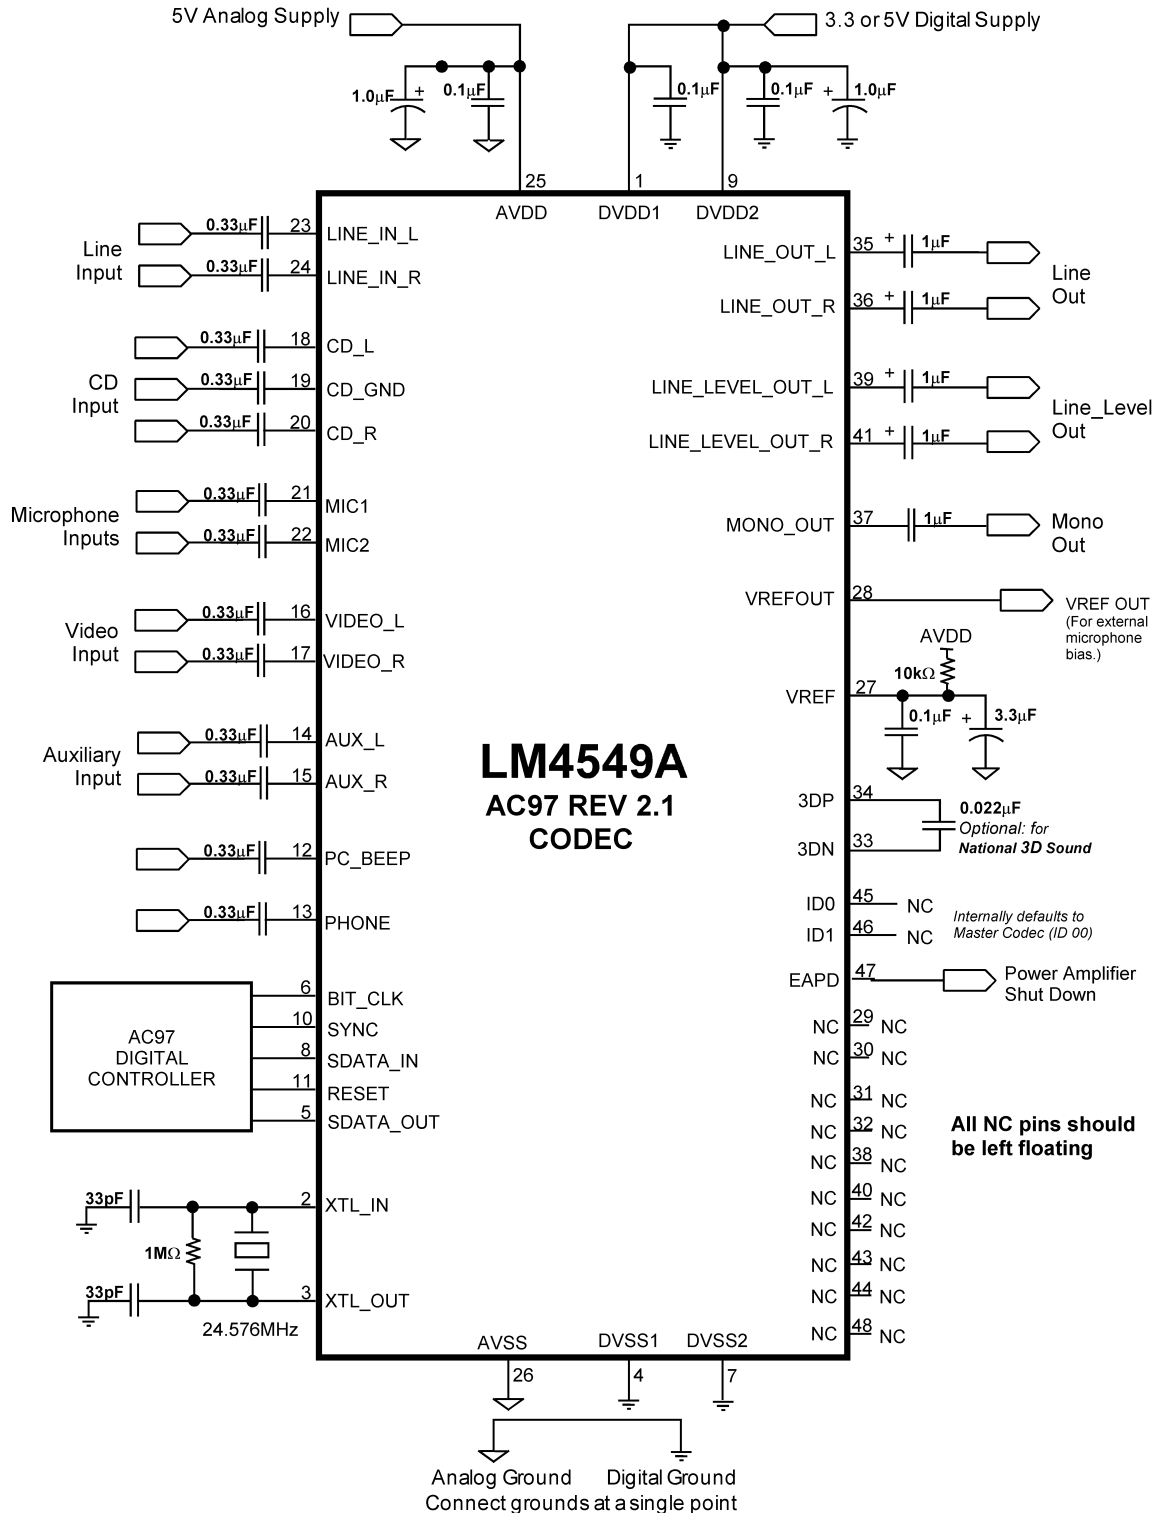 5V Analog Supply
3.3 or 5V Digital Supply
1.0µF +
0.1µF
0.1µF
0.1µF
+ 1.0µF
25
1
9
AVDD
DVDD1
DVDD2
Line
Input
0.33µF
23
LINE_IN_L
0.33µF
24
LINE_IN_R
CD
Input
0.33µF
18
CD_L
0.33µF
19
CD_GND
0.33µF
20
CD_R
Microphone
Inputs
0.33µF
21
MIC1
0.33µF
22
MIC2
Video
Input
0.33µF
16
VIDEO_L
0.33µF
17
VIDEO_R
Auxiliary
Input
0.33µF
14
AUX_L
0.33µF
15
AUX_R
0.33µF
12
PC_BEEP
0.33µF
13
PHONE
AC97
DIGITAL
CONTROLLER
6
BIT_CLK
10
SYNC
8
SDATA_IN
11
RESET
5
SDATA_OUT
33pF
2
XTL_IN
1MΩ
33pF
3
XTL_OUT
24.576MHz
LM4549A
AC97 REV 2.1
CODEC
LINE_OUT_L
35
+
1µF
LINE_OUT_R
36
+
1µF
Line
Out
LINE_LEVEL_OUT_L
39
+
1µF
LINE_LEVEL_OUT_R
41
+
1µF
Line_Level
Out
MONO_OUT
37
1µF
Mono
Out
VREFOUT
28
VREF OUT
(For external
microphone
bias.)
AVDD
10kΩ
VREF
27
0.1µF
+
3.3µF
3DP
34
3DN
33
0.022µF
Optional: for
National 3D Sound
ID0
45
NC
ID1
46
NC
Internally defaults to
Master Codec (ID 00)
EAPD
47
Power Amplifier
Shut Down
NC 29 NC
NC 30 NC
NC 31 NC
NC 32 NC
NC 38 NC
NC 40 NC
NC 42 NC
NC 43 NC
NC 44 NC
NC 48 NC
All NC pins should
be left floating
AVSS
DVSS1
DVSS2
26
4
7
Analog Ground
Digital Ground
Connect grounds at a single point